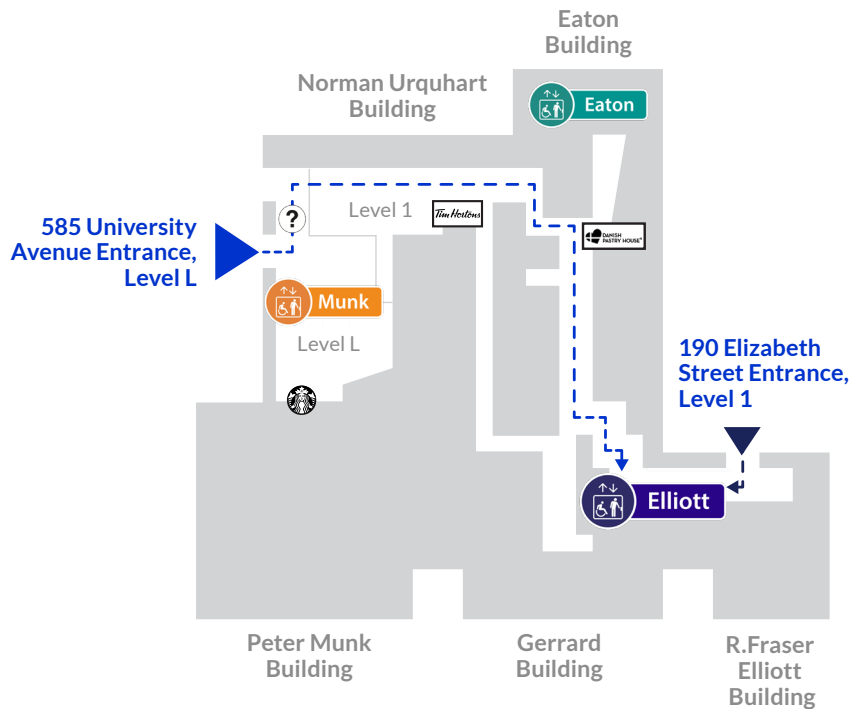 Eaton
Building
Norman Urquhart
Building
Eaton
585 University
Avenue Entrance,
Level L
?
Level 1
Tim Hortons
DANISH
PASTRY HOUSE
Munk
Level L
190 Elizabeth
Street Entrance,
Level 1
Elliott
Peter Munk
Building
Gerrard
Building
R.Fraser
Elliott
Building